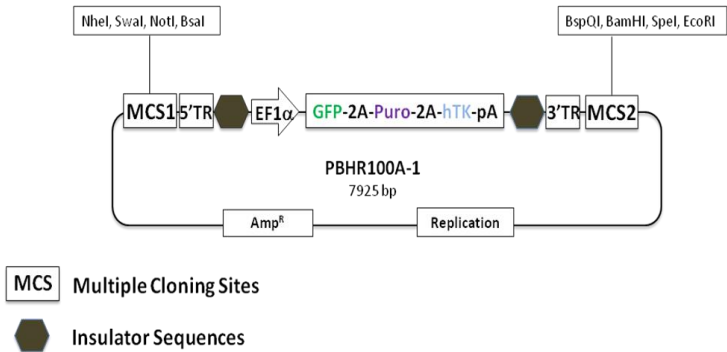 NheI, SwaI, NotI, BsaI
BspQI, BamHI, SpeI, EcoRI
MCS1 5'TR EF1α GFP-2A-Puro-2A-hTK-pA 3'TR MCS2
PBHR100A-1
7925 bp
Ampᴿ Replication
MCS Multiple Cloning Sites
Insulator Sequences